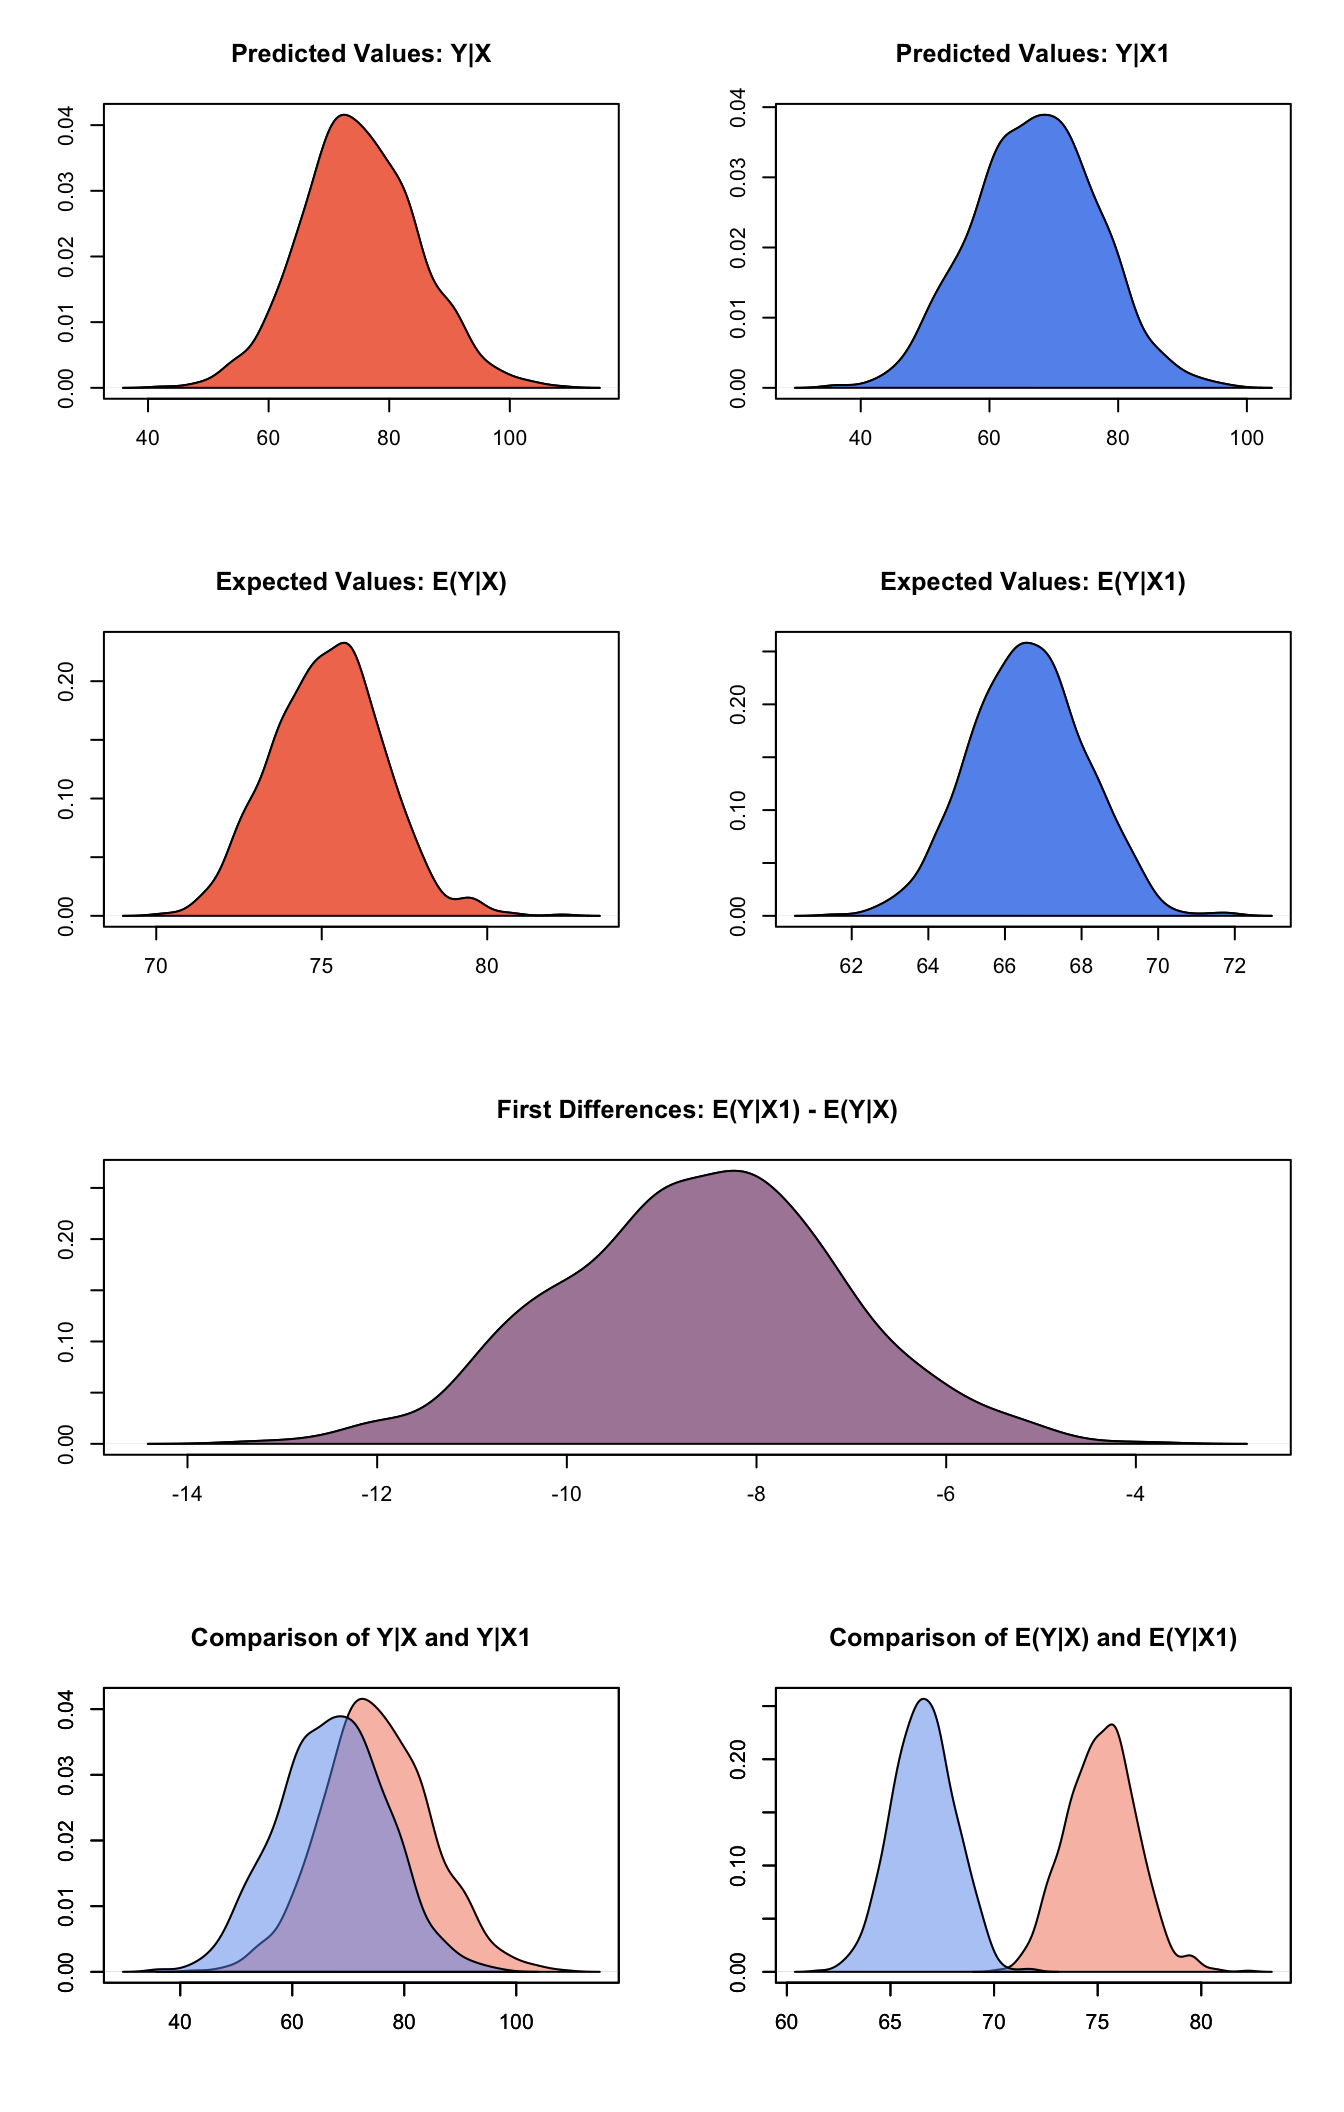 Predicted Values: Y|X
0.00 0.01 0.02 0.03 0.04
40 60 80 100
Predicted Values: Y|X1
0.00 0.01 0.02 0.03 0.04
40 60 80 100
Expected Values: E(Y|X)
0.00 0.10 0.20
70 75 80
Expected Values: E(Y|X1)
0.00 0.10 0.20
62 64 66 68 70 72
First Differences: E(Y|X1) - E(Y|X)
0.00 0.10 0.20
-14 -12 -10 -8 -6 -4
Comparison of Y|X and Y|X1
0.00 0.01 0.02 0.03 0.04
40 60 80 100
Comparison of E(Y|X) and E(Y|X1)
0.00 0.10 0.20
60 65 70 75 80